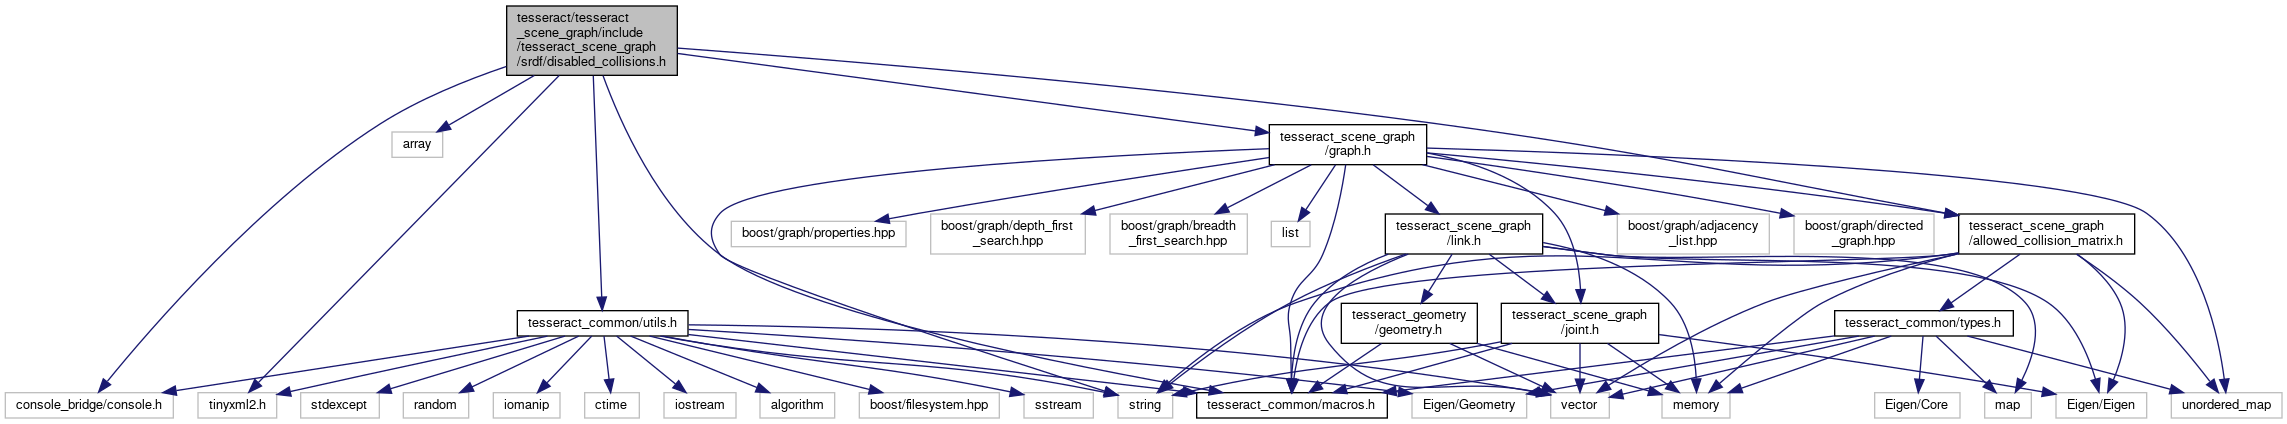 tesseract/tesseract
_scene_graph/include
/tesseract_scene_graph
/srdf/disabled_collisions.h
array
tesseract_scene_graph
/graph.h
boost/graph/properties.hpp
boost/graph/depth_first
_search.hpp
boost/graph/breadth
_first_search.hpp
list
tesseract_scene_graph
/link.h
boost/graph/adjacency
_list.hpp
boost/graph/directed
_graph.hpp
tesseract_scene_graph
/allowed_collision_matrix.h
tesseract_common/utils.h
tesseract_geometry
/geometry.h
tesseract_scene_graph
/joint.h
tesseract_common/types.h
console_bridge/console.h
tinyxml2.h
stdexcept
random
iomanip
ctime
iostream
algorithm
boost/filesystem.hpp
sstream
string
tesseract_common/macros.h
Eigen/Geometry
vector
memory
Eigen/Core
map
Eigen/Eigen
unordered_map